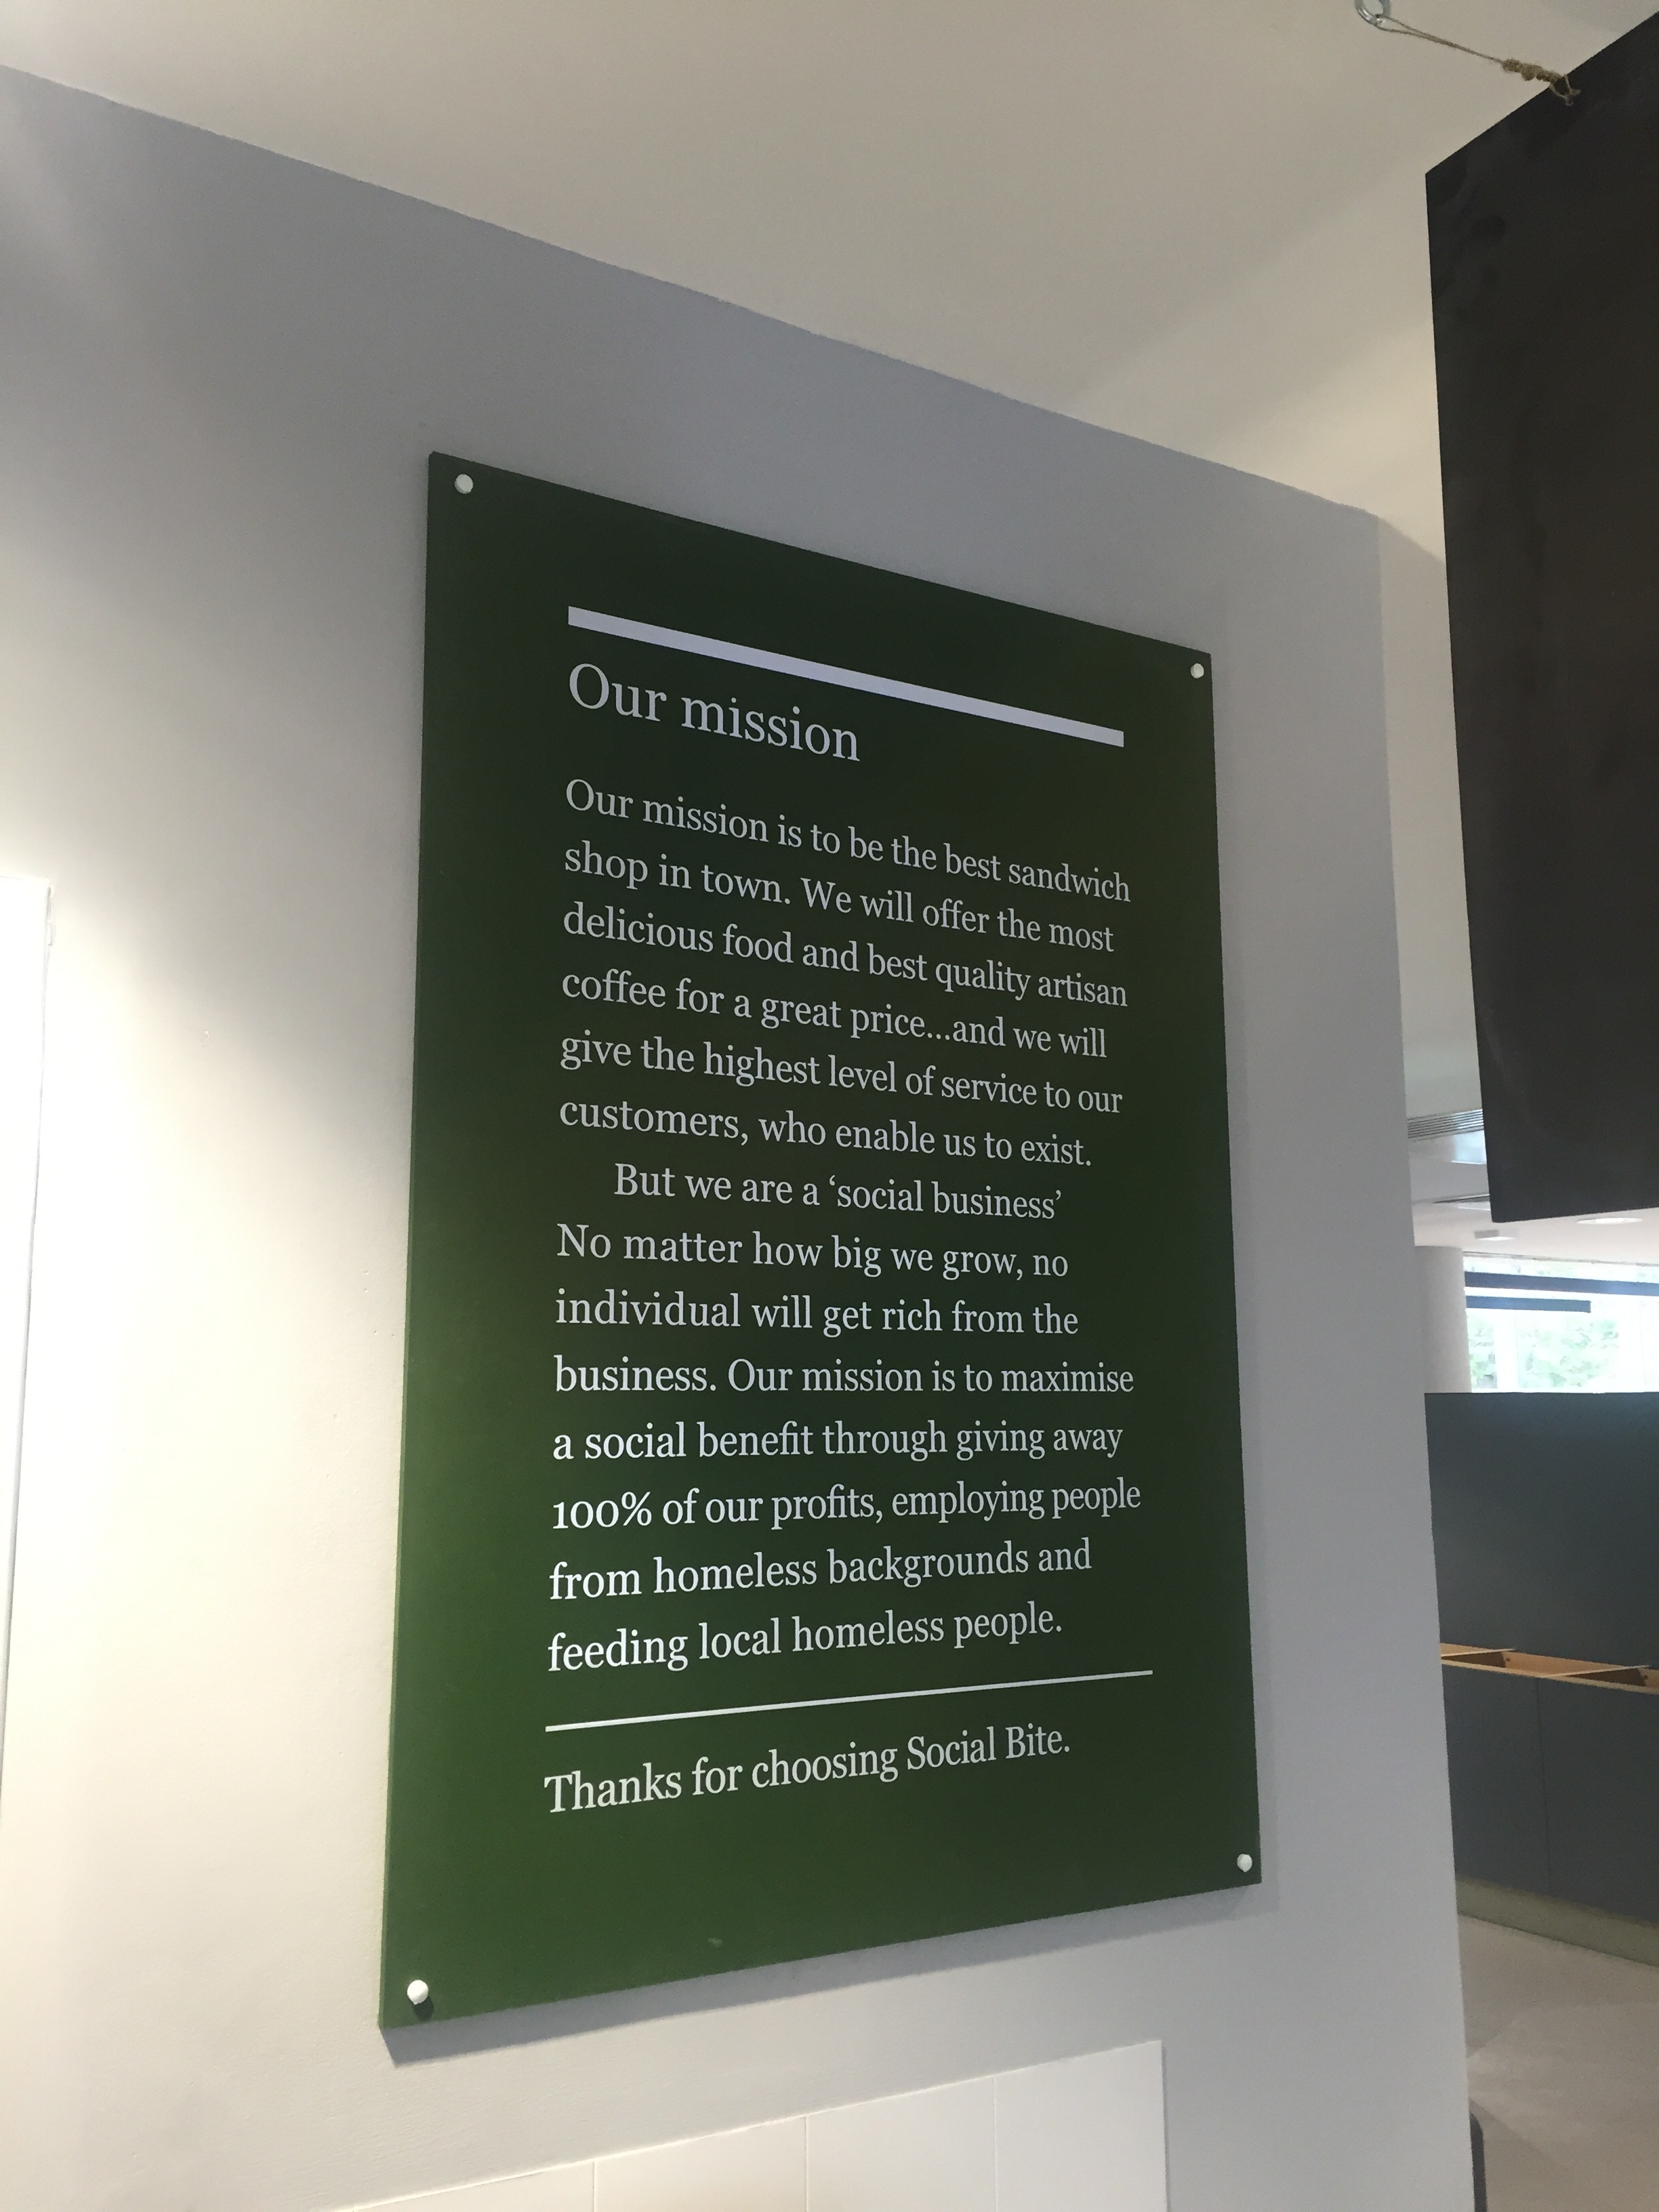 Our mission
Our mission is to be the best sandwich
shop in town. We will offer the most
delicious food and best quality artisan
coffee for a great price...and we will
give the highest level of service to our
customers, who enable us to exist.
But we are a ‘social business’
No matter how big we grow, no
individual will get rich from the
business. Our mission is to maximise
a social benefit through giving away
100% of our profits, employing people
from homeless backgrounds and
feeding local homeless people.
Thanks for choosing Social Bite.